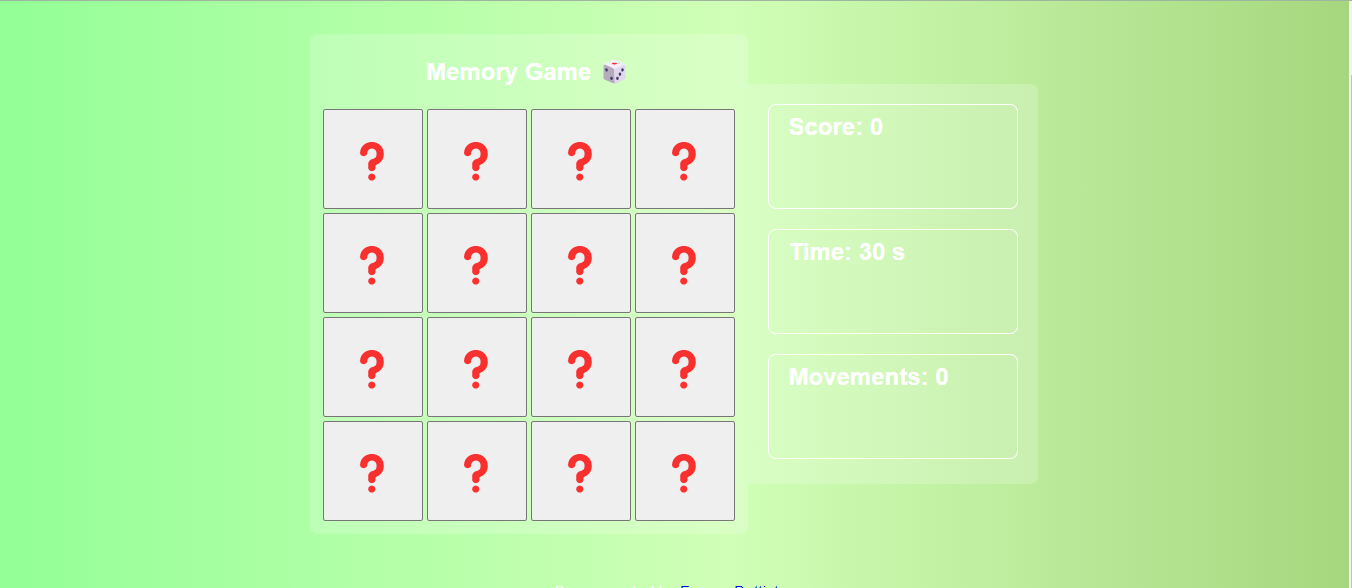 Memory Game 🎲
❓ ❓ ❓ ❓
❓ ❓ ❓ ❓
❓ ❓ ❓ ❓
❓ ❓ ❓ ❓
Score: 0
Time: 30 s
Movements: 0